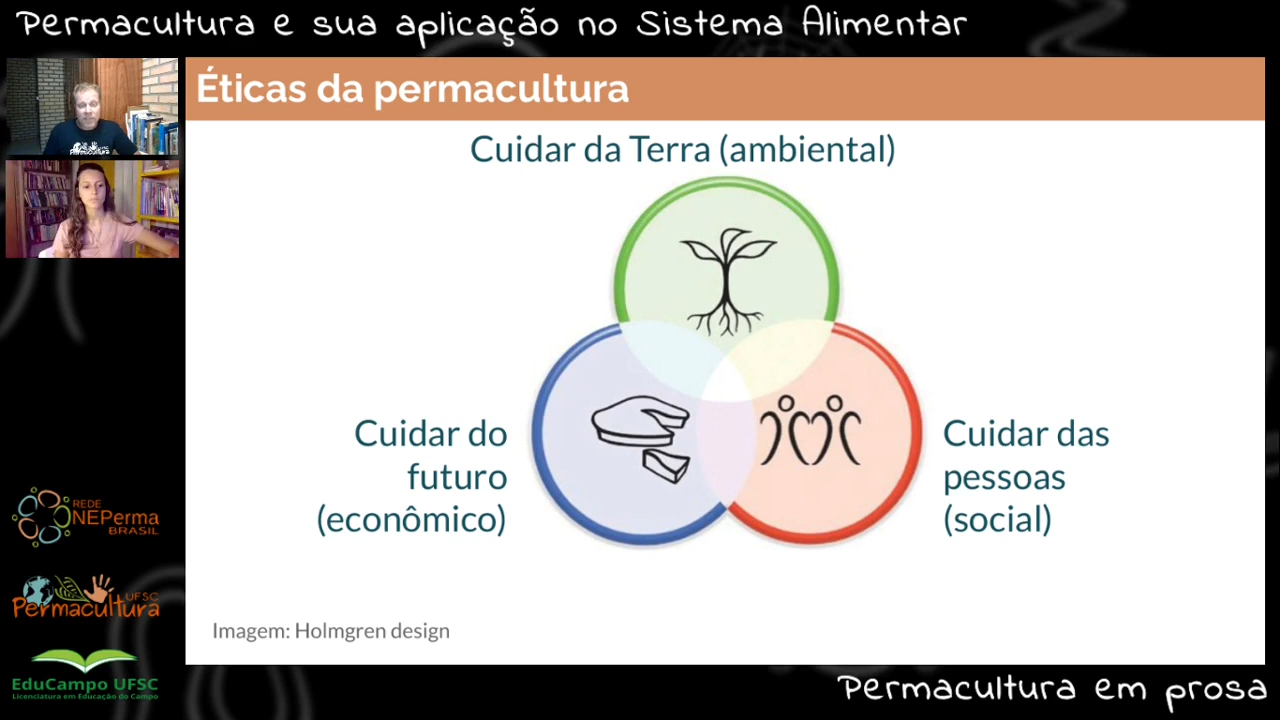 Permacultura e sua aplicação no Sistema Alimentar
Éticas da permacultura
Cuidar da Terra (ambiental)
Cuidar do
futuro
(econômico)
Cuidar das
pessoas
(social)
Imagem: Holmgren design
Permacultura
REDE
NEPerma
BRASIL
UFSC
Permacultura
EduCampo UFSC
Licenciatura em Educação do Campo
Permacultura em prosa